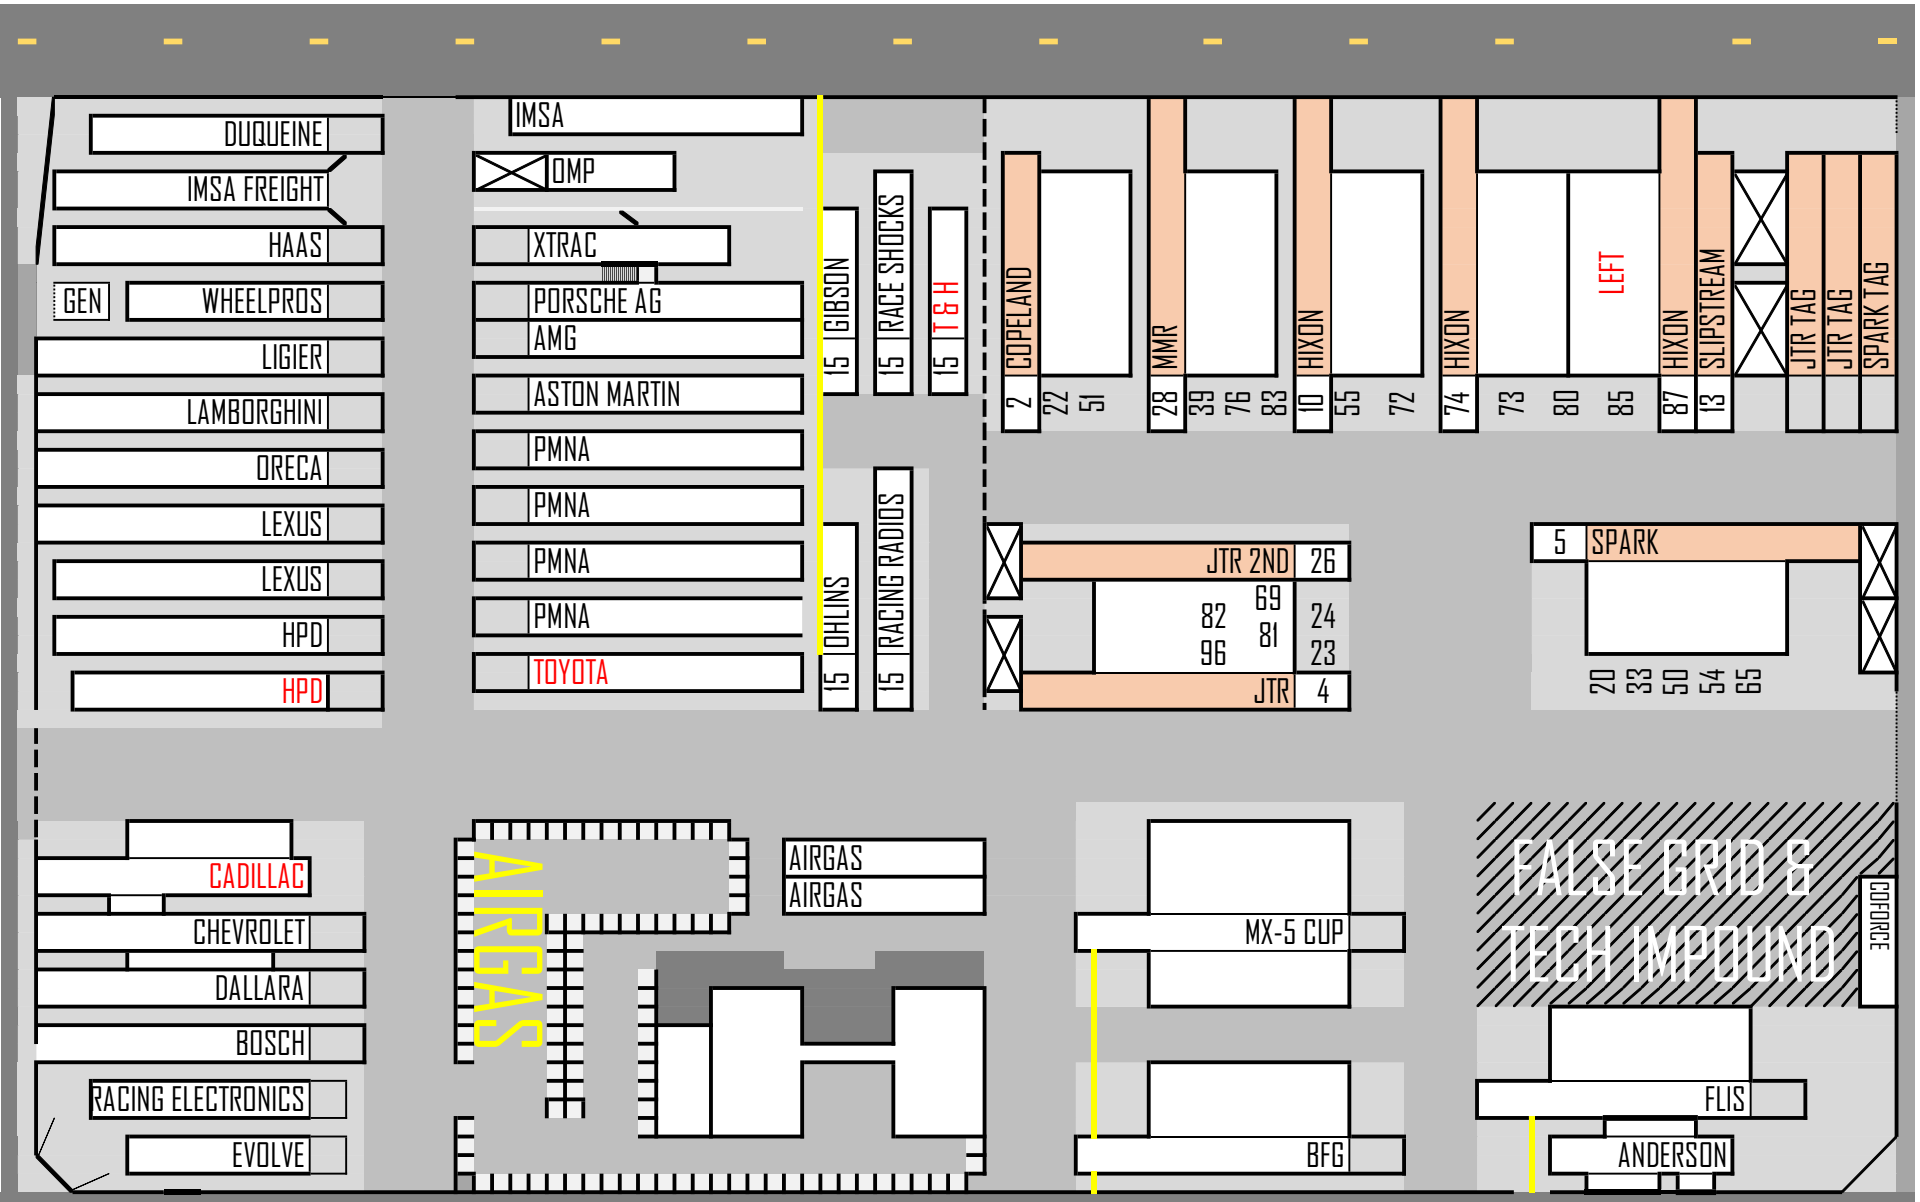 DUQUEINE
IMSA FREIGHT
HAAS
GEN
WHEELPROS
LIGIER
LAMBORGHINI
ORECA
LEXUS
LEXUS
HPD
HPD
IMSA
OMP
XTRAC
PORSCHE AG
AMG
ASTON MARTIN
PMNA
PMNA
PMNA
PMNA
TOYOTA
15 GIBSON
15 RACE SHOCKS
15 T & H
15 OHLINS
15 RACING RADIOS
2 COPELAND
22
51
28 MMR
39
76
83
10 HIXON
55
72
74 HIXON
73
80
LEFT
85
87 HIXON
13 SLIPSTREAM
JTR TAG
JTR TAG
SPARK TAG
JTR 2ND 26
82
69
24
96
81
23
JTR 4
5 SPARK
20
33
50
54
65
CADILLAC
CHEVROLET
DALLARA
BOSCH
RACING ELECTRONICS
EVOLVE
AIRGAS
AIRGAS
AIRGAS
MX-5 CUP
BFG
FALSE GRID &
TECH IMPOUND
COFORCE
FLIS
ANDERSON